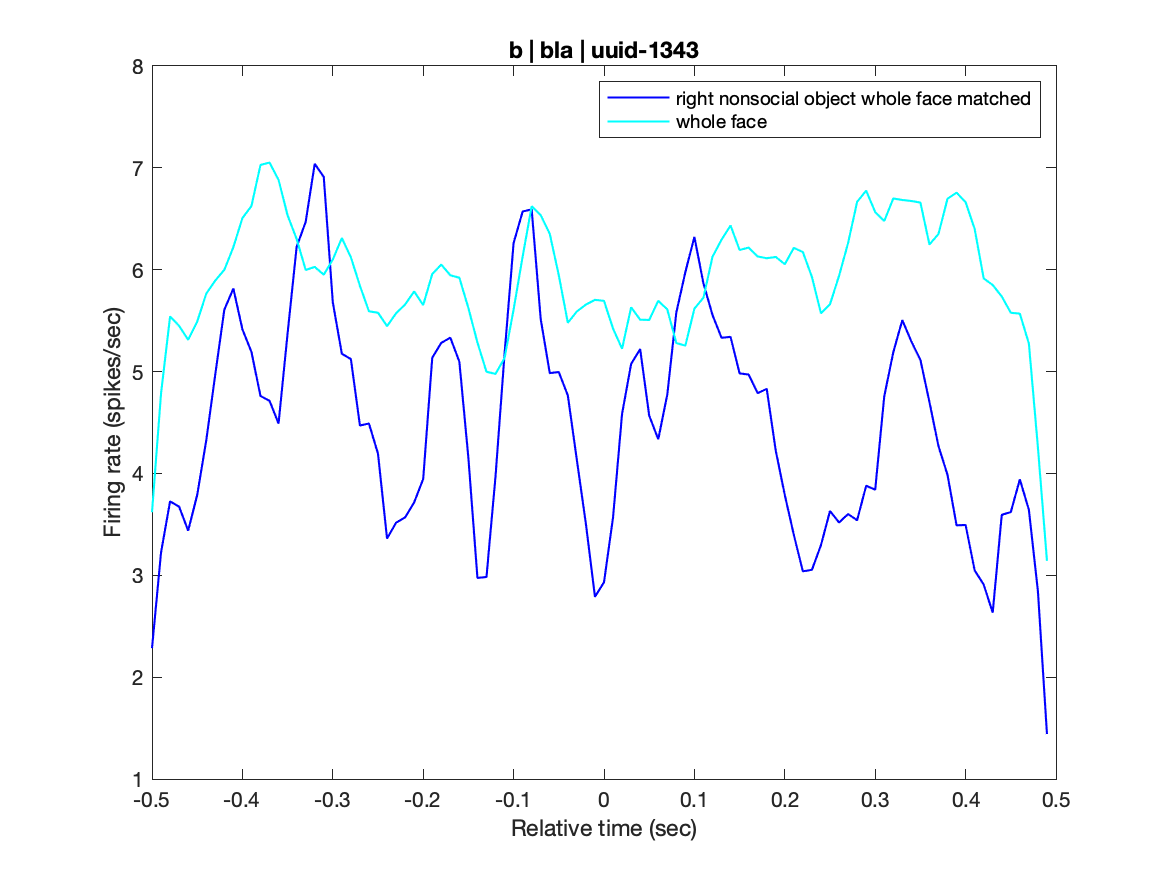 b | bla | uuid-1343
8
right nonsocial object whole face matched
whole face
7
6
5
4
3
2
1
Firing rate (spikes/sec)
-0.5 -0.4 -0.3 -0.2 -0.1 0 0.1 0.2 0.3 0.4 0.5
Relative time (sec)